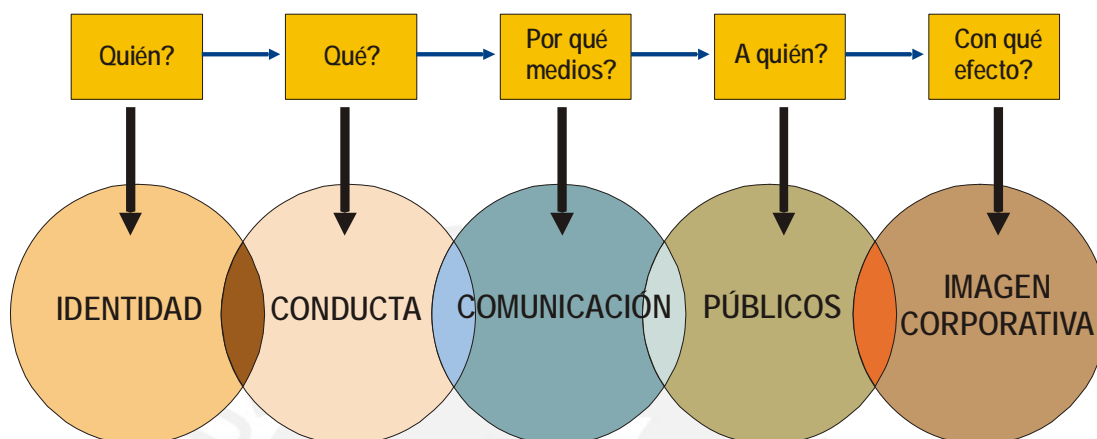 Quién?
Qué?
Por qué
medios?
A quién?
Con qué
efecto?
IDENTIDAD
CONDUCTA
COMUNICACIÓN
PÚBLICOS
IMAGEN
CORPORATIVA